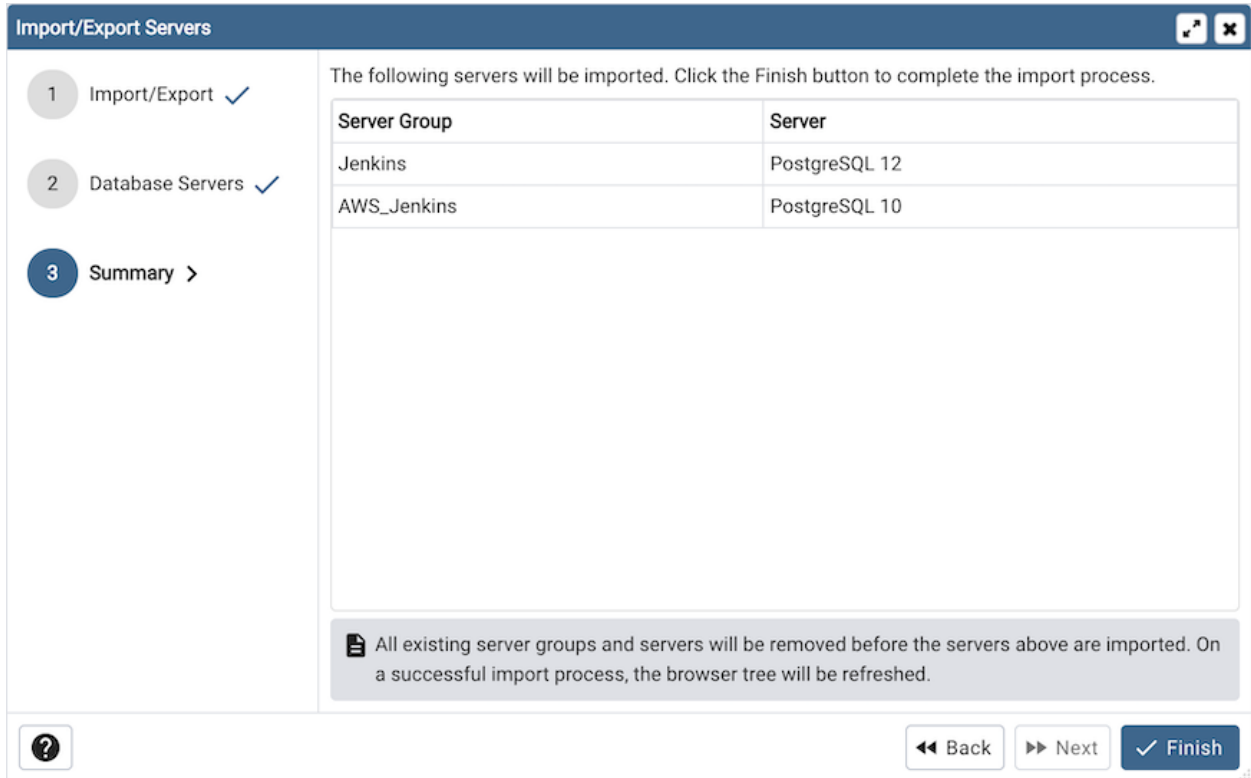 Import/Export Servers
1 Import/Export
2 Database Servers
3 Summary
The following servers will be imported. Click the Finish button to complete the import process.
Server Group Server
Jenkins PostgreSQL 12
AWS_Jenkins PostgreSQL 10
All existing server groups and servers will be removed before the servers above are imported. On
a successful import process, the browser tree will be refreshed.
? Back Next Finish